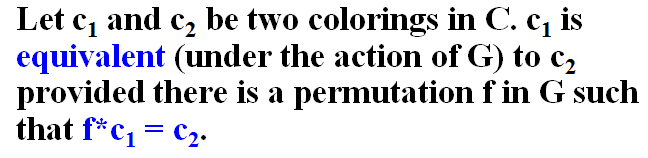 Let c₁ and c₂ be two colorings in C. c₁ is
equivalent (under the action of G) to c₂
provided there is a permutation f in G such
that f*c₁ = c₂.